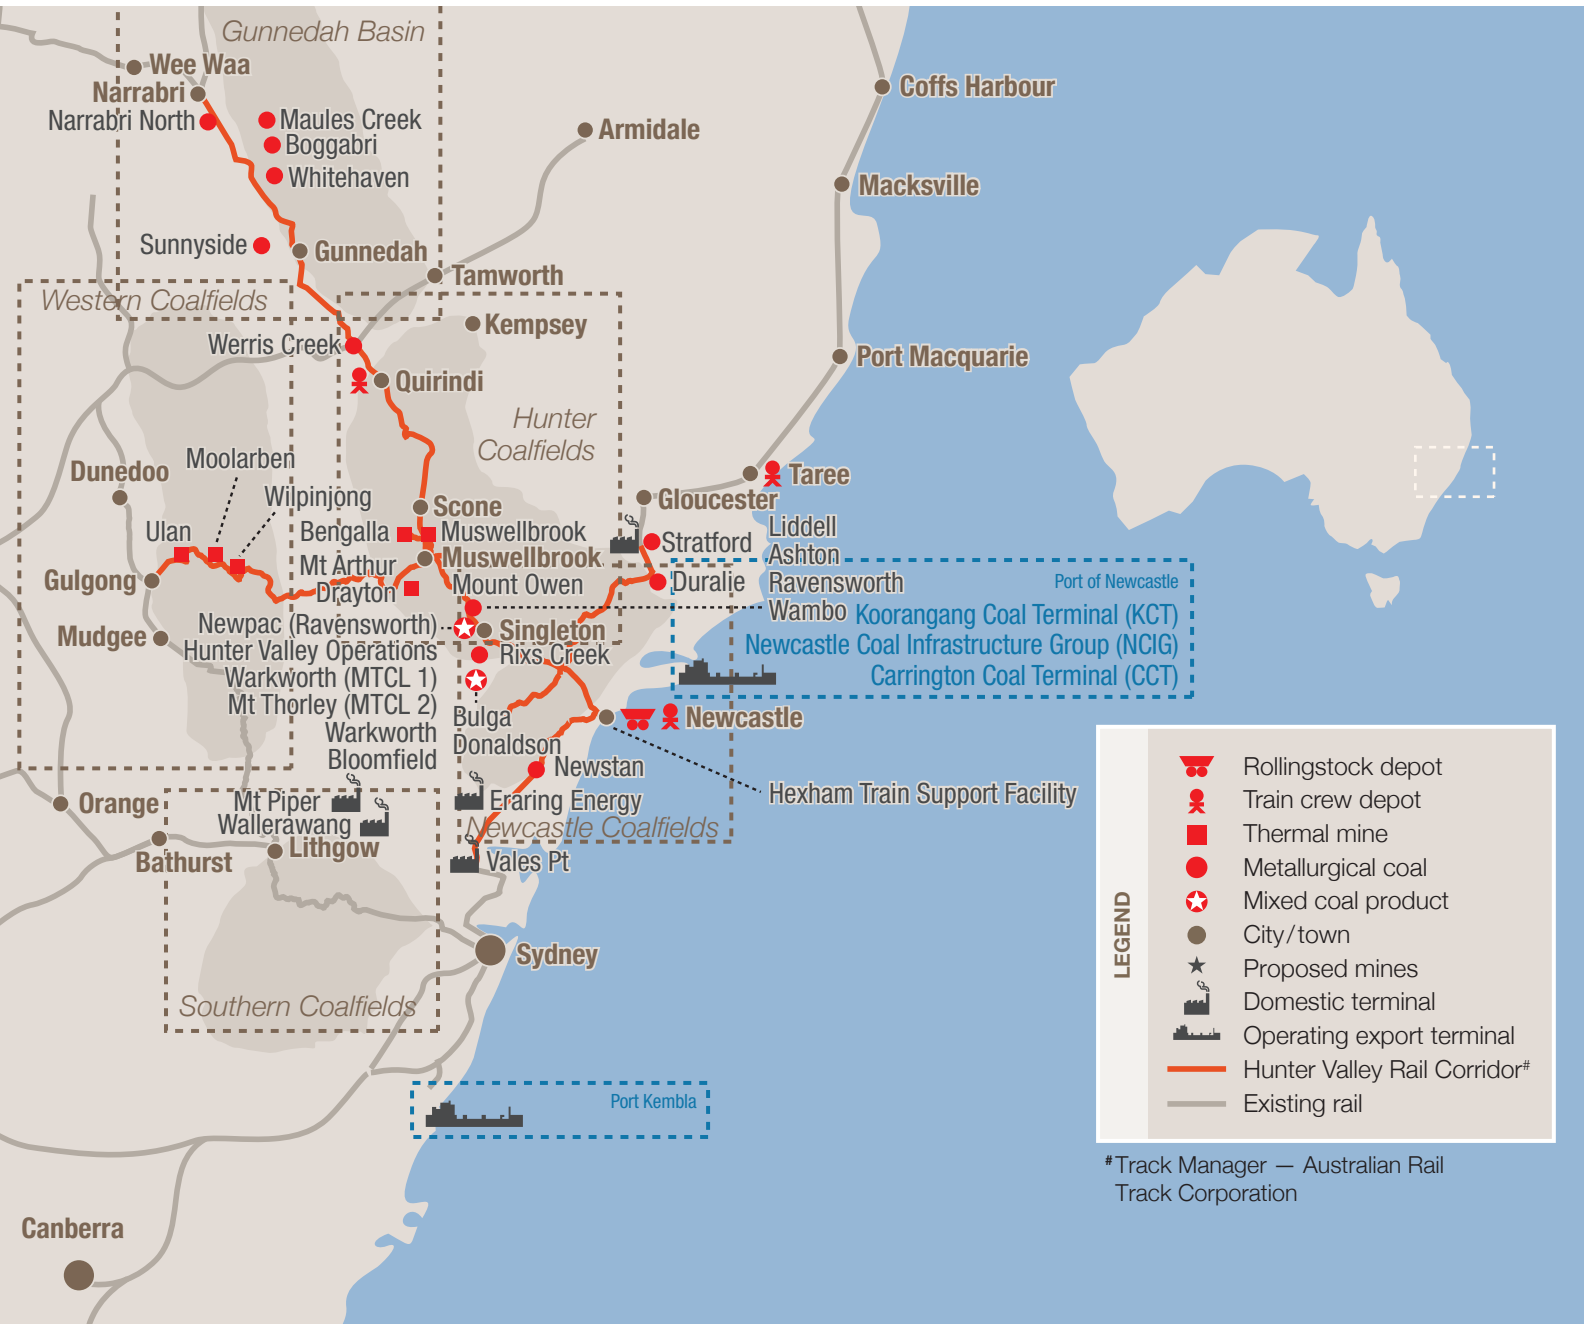 Gunnedah Basin
Wee Waa
Narrabri
Narrabri North
Maules Creek
Boggabri
Whitehaven
Coffs Harbour
Armidale
Macksville
Sunnyside
Gunnedah
Tamworth
Western Coalfields
Kempsey
Werris Creek
Port Macquarie
Quirindi
Hunter
Coalfields
Moolarben
Dunedoo
Wilpinjong
Taree
Gloucester
Scone
Ulan
Bengalla
Muswellbrook
Stratford
Liddell
Ashton
Ravensworth
Wambo
Mt Arthur
Muswellbrook
Drayton
Mount Owen
Duralie
Gulgong
Port of Newcastle
Koorangang Coal Terminal (KCT)
Newcastle Coal Infrastructure Group (NCIG)
Carrington Coal Terminal (CCT)
Mudgee
Newpac (Ravensworth)
Hunter Valley Operations
Warkworth (MTCL 1)
Mt Thorley (MTCL 2)
Warkworth
Bloomfield
Singleton
Rixs Creek
Bulga
Donaldson
Newcastle
Newstan
Hexham Train Support Facility
Orange
Mt Piper
Wallerawang
Eraring Energy
Newcastle Coalfields
Bathurst
Lithgow
Vales Pt
Sydney
Southern Coalfields
Port Kembla
Canberra
LEGEND
Rollingstock depot
Train crew depot
Thermal mine
Metallurgical coal
Mixed coal product
City/town
Proposed mines
Domestic terminal
Operating export terminal
Hunter Valley Rail Corridor#
Existing rail
# Track Manager — Australian Rail
Track Corporation